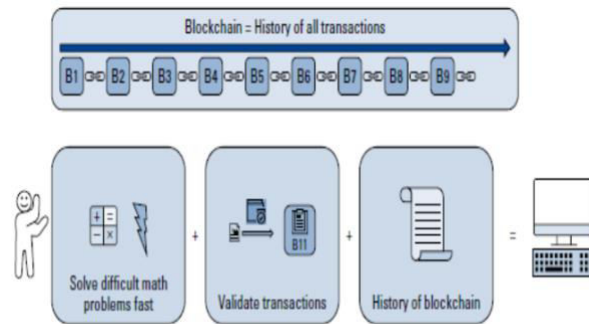 Blockchain = History of all transactions
B1 B2 B3 B4 B5 B6 B7 B8 B9
+ =
− ×
B11
+ + =
Solve difficult math
problems fast
Validate transactions
History of blockchain